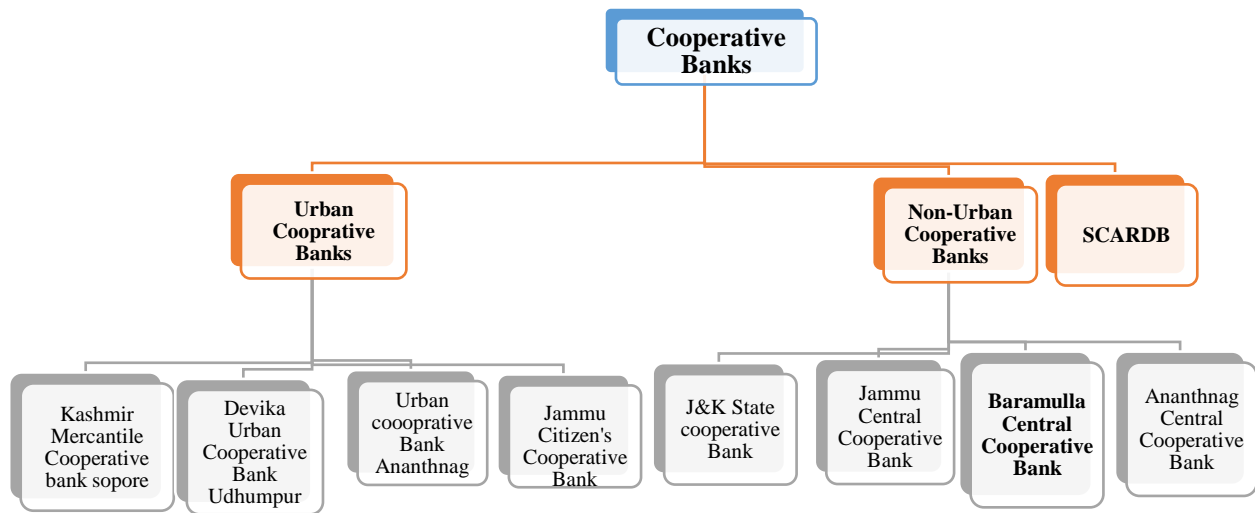 Cooperative
Banks
Urban
Cooprative
Banks
Non-Urban
Cooperative
Banks
SCARDB
Kashmir
Mercantile
Cooperative
bank sopore
Devika
Urban
Cooperative
Bank
Udhumpur
Urban
coooprative
Bank
Ananthnag
Jammu
Citizen's
Cooperative
Bank
J&K State
cooperative
Bank
Jammu
Central
Cooperative
Bank
Baramulla
Central
Cooperative
Bank
Ananthnag
Central
Cooperative
Bank